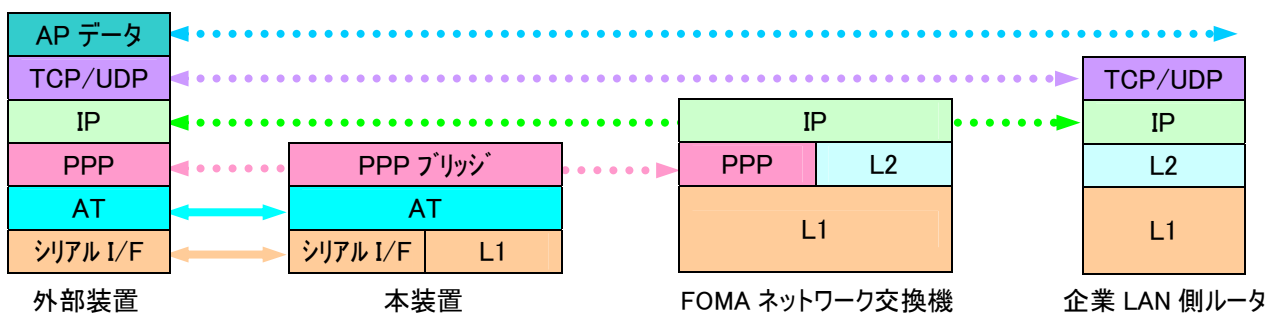 AP データ
TCP/UDP TCP/UDP
IP IP IP
PPP PPP ブリッジ PPP L2 L2
AT AT L1 L1
シリアル I/F シリアル I/F L1
外部装置 本装置 FOMA ネットワーク交換機 企業 LAN 側ルータ